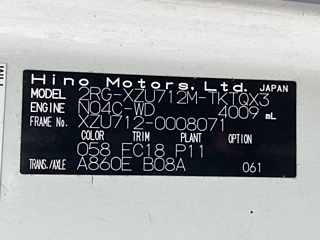 Hino Motors, Ltd. JAPAN
MODEL 2RG-XZU712M-TKTQX3
ENGINE N04C-WD 4009 mL
FRAME No. XZU712-0008071
COLOR TRIM PLANT OPTION
058 FC18 P11
TRANS./AXLE A860E B08A 061